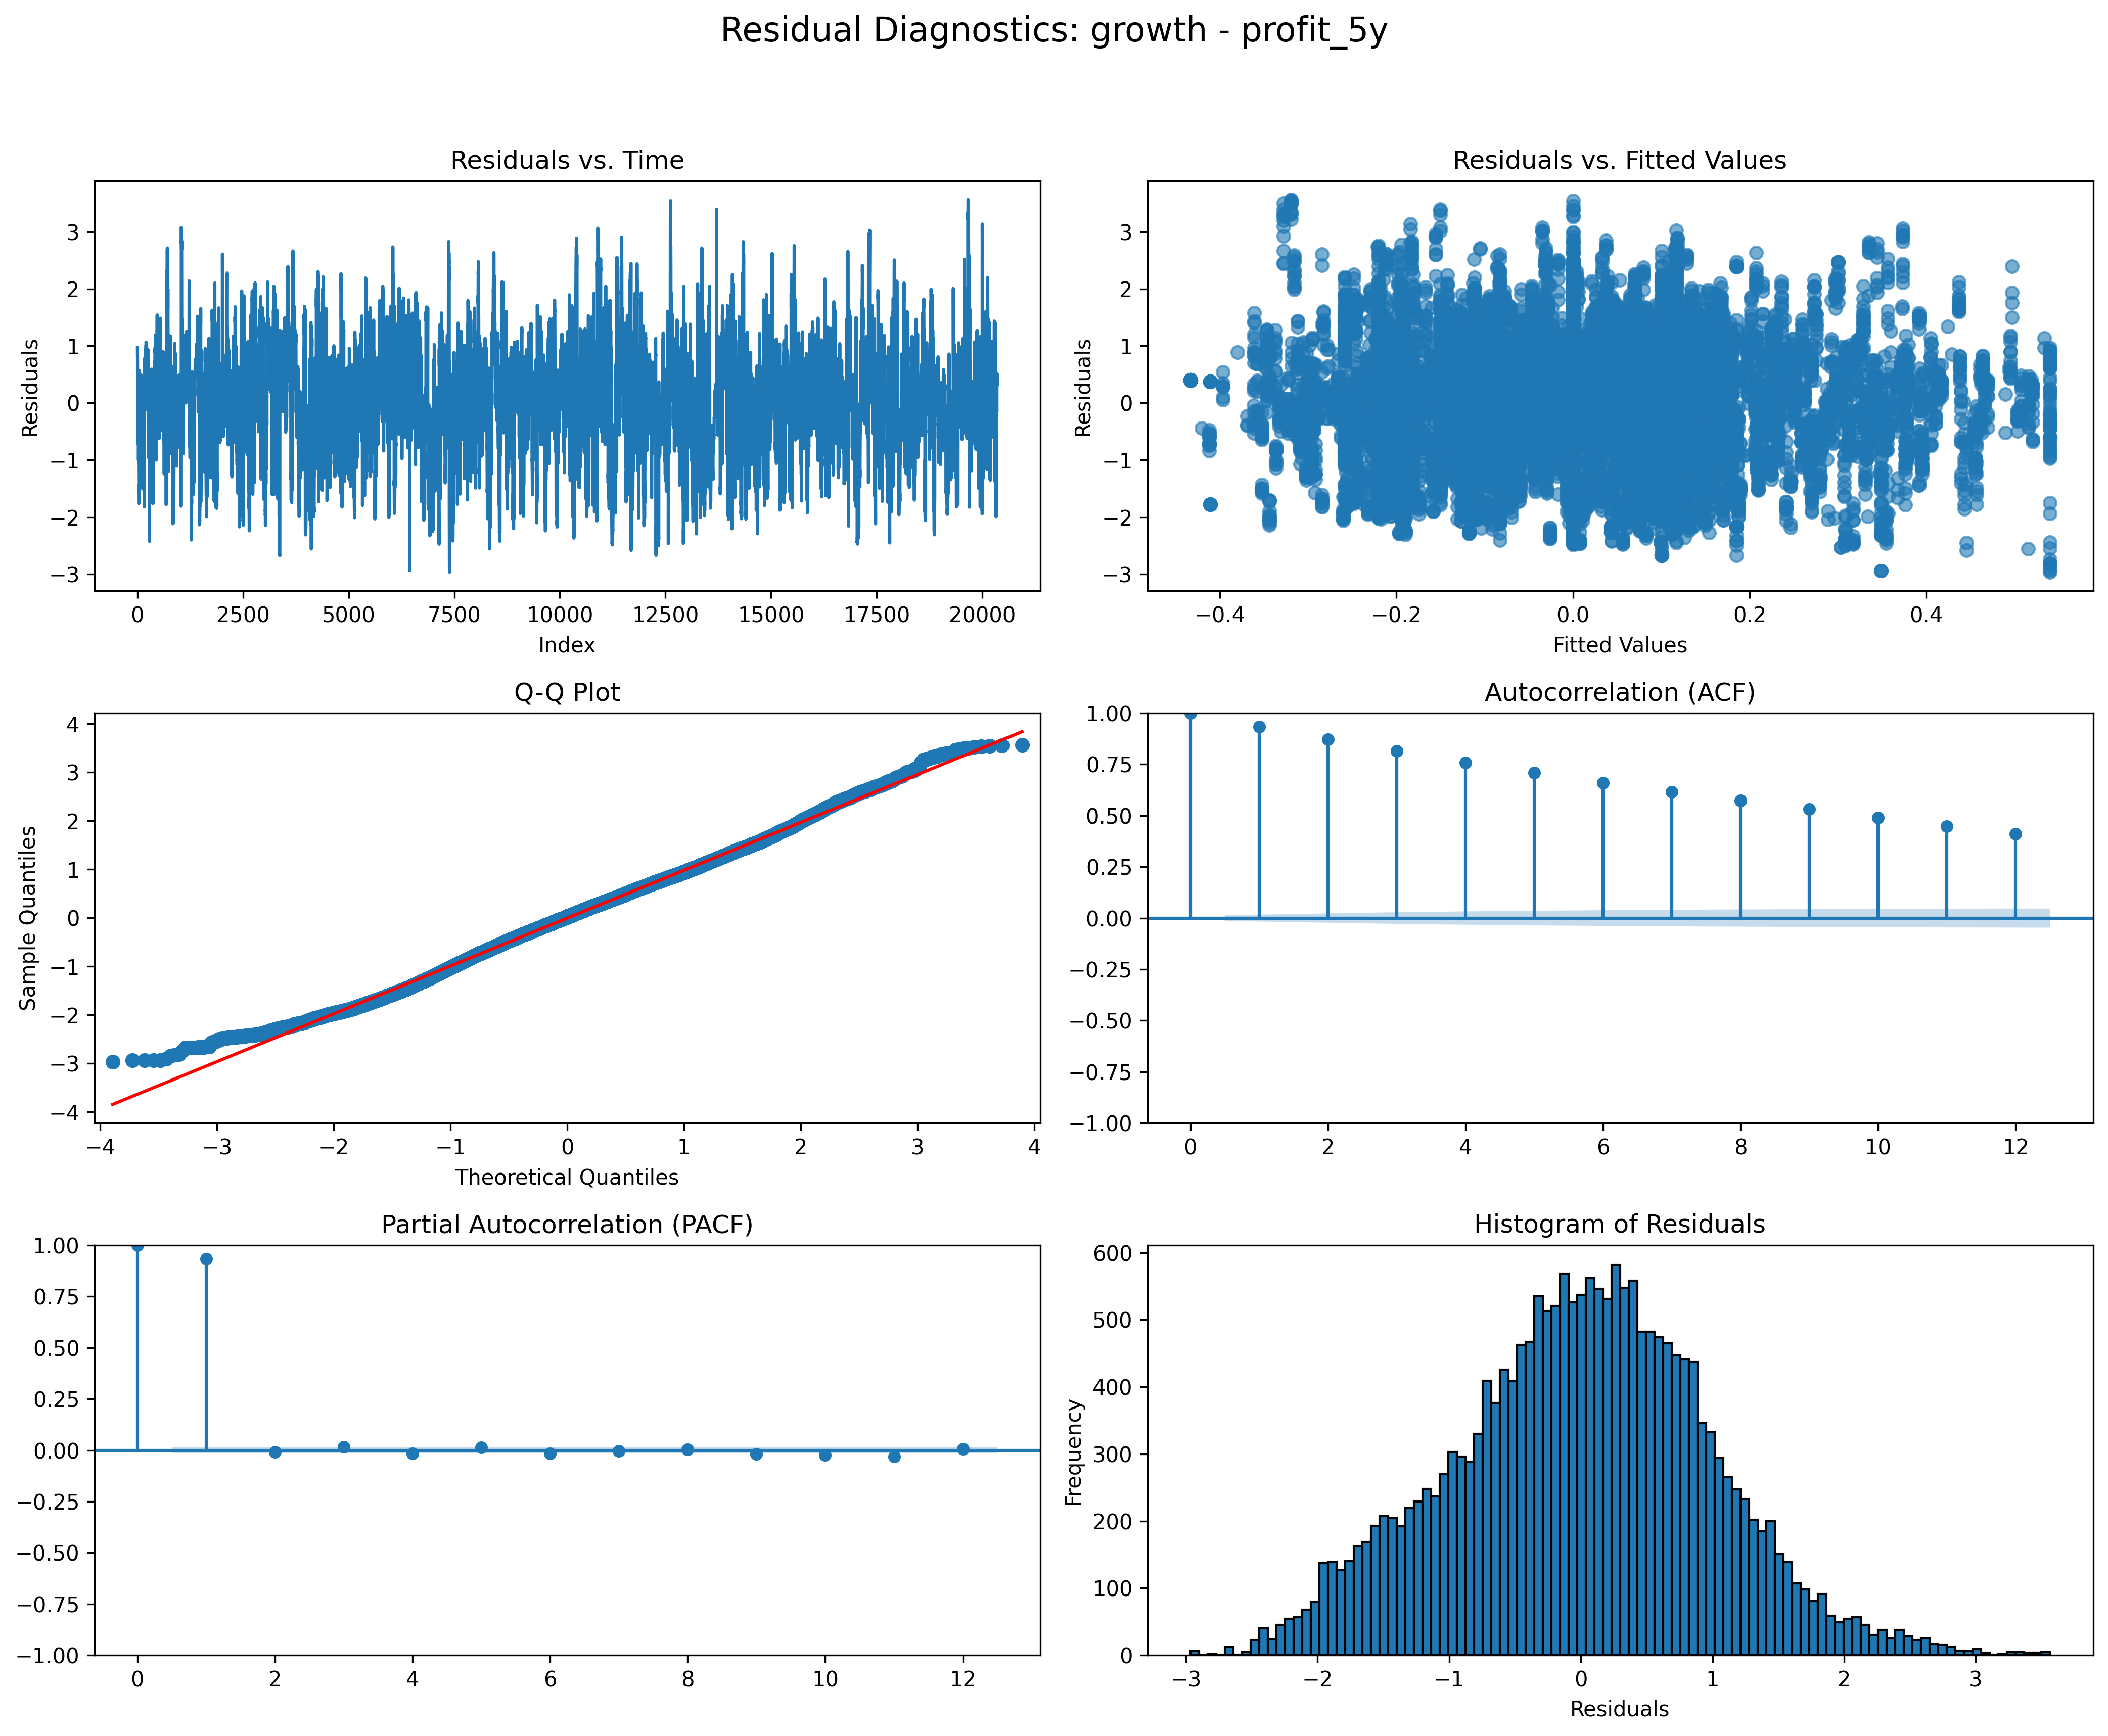 Residual Diagnostics: growth - profit_5y
Residuals vs. Time
Residuals
3
2
1
0
−1
−2
−3
0 2500 5000 7500 10000 12500 15000 17500 20000
Index
Residuals vs. Fitted Values
Residuals
3
2
1
0
−1
−2
−3
−0.4 −0.2 0.0 0.2 0.4
Fitted Values
Q-Q Plot
Sample Quantiles
4
3
2
1
0
−1
−2
−3
−4
−4 −3 −2 −1 0 1 2 3 4
Theoretical Quantiles
Autocorrelation (ACF)
1.00
0.75
0.50
0.25
0.00
−0.25
−0.50
−0.75
−1.00
0 2 4 6 8 10 12
Partial Autocorrelation (PACF)
1.00
0.75
0.50
0.25
0.00
−0.25
−0.50
−0.75
−1.00
0 2 4 6 8 10 12
Histogram of Residuals
Frequency
600
500
400
300
200
100
0
−3 −2 −1 0 1 2 3
Residuals